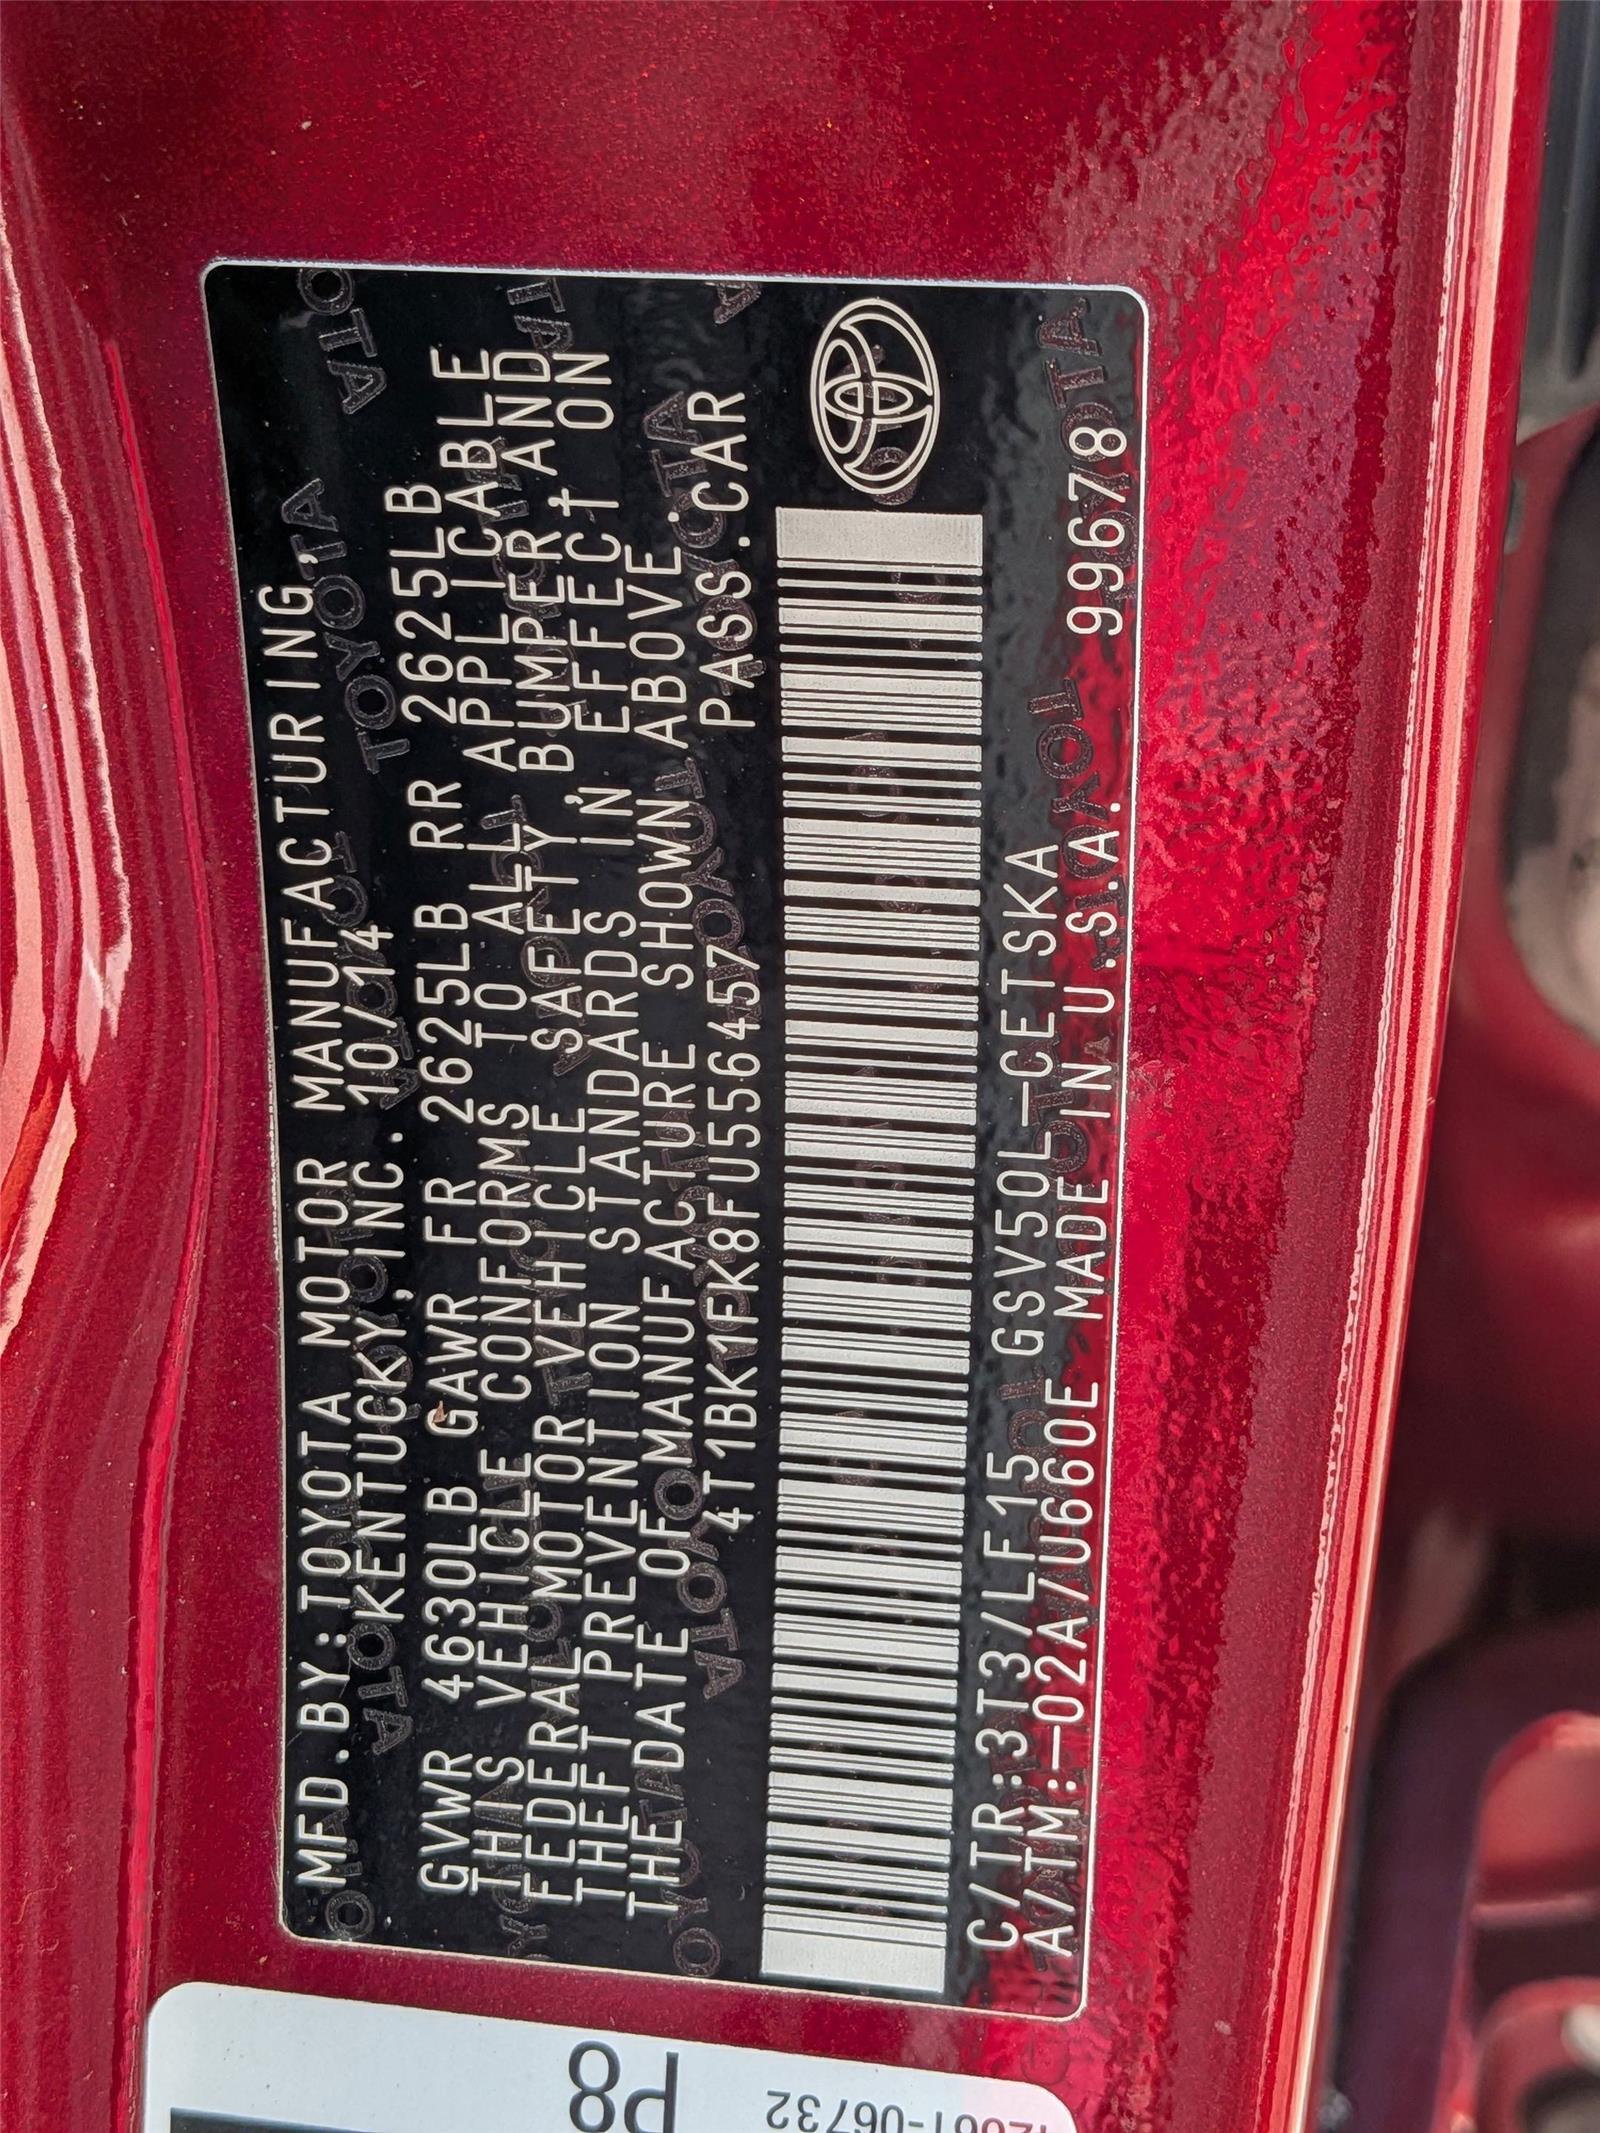 MFD.BY:TOYOTA MOTOR MANUFACTURING,
KENTUCKY,INC. 10/14
GVWR 4630LB GAWR FR 2625LB RR 2625LB
THIS VEHICLE CONFORMS TO ALL APPLICABLE
FEDERAL MOTOR VEHICLE SAFETY, BUMPER AND
THEFT PREVENTION STANDARDS IN EFFECT ON
THE DATE OF MANUFACTURE SHOWN ABOVE.
4T1BK1FK8FU556457 PASS.CAR
C/TR:3T3/LF15 GSV50L-CETSKA
A/TM:-02A/U660E MADE IN U.S.A. 99678
P8